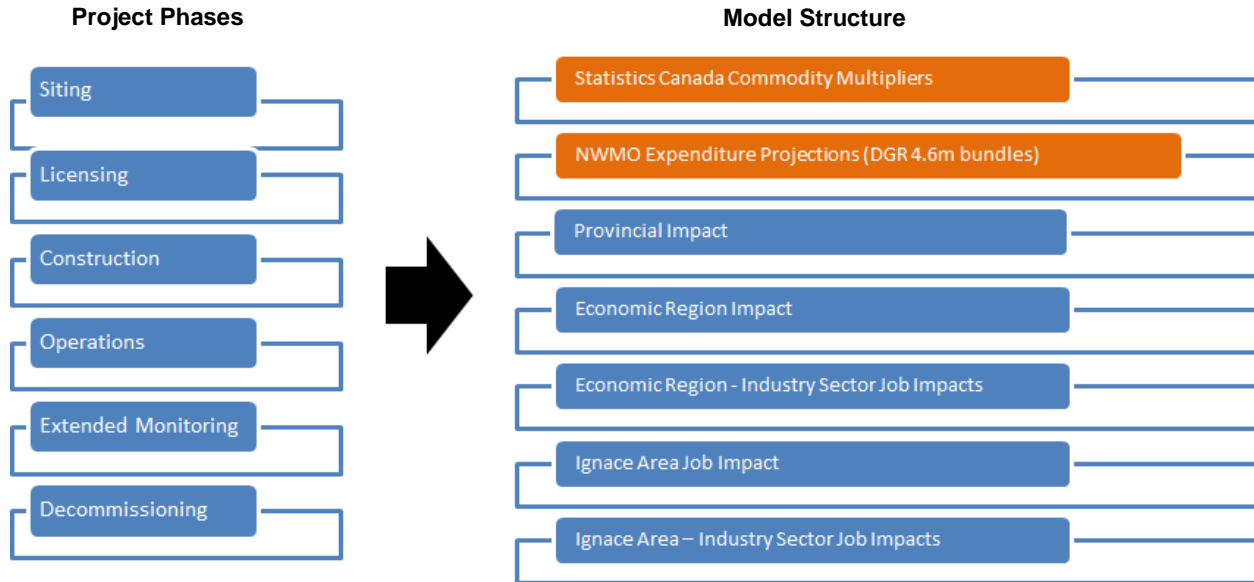 Project Phases
Siting
Licensing
Construction
Operations
Extended Monitoring
Decommissioning
Model Structure
Statistics Canada Commodity Multipliers
NWMO Expenditure Projections (DGR 4.6m bundles)
Provincial Impact
Economic Region Impact
Economic Region - Industry Sector Job Impacts
Ignace Area Job Impact
Ignace Area – Industry Sector Job Impacts